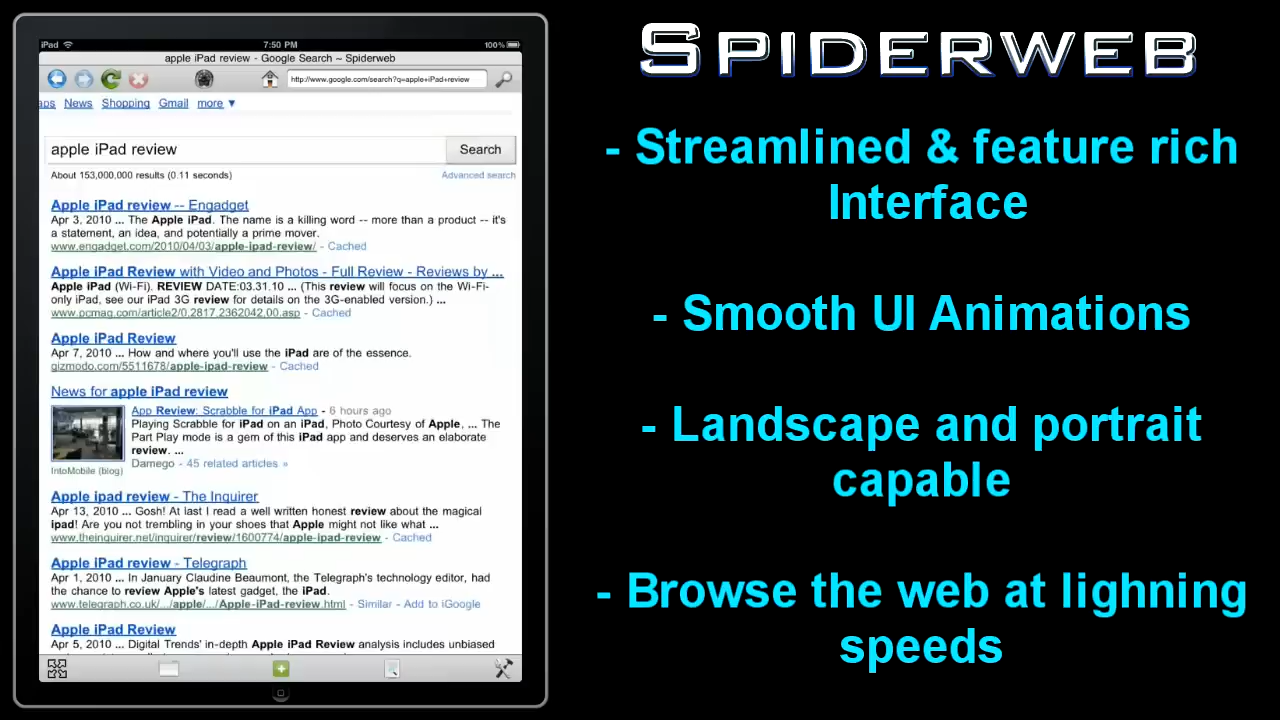 iPad 7:50 PM 100%
apple iPad review - Google Search ~ Spiderweb
http://www.google.com/search?q=apple+iPad+review
aps News Shopping Gmail more ▼
apple iPad review Search
About 153,000,000 results (0.11 seconds) Advanced search
Apple iPad review -- Engadget
Apr 3, 2010 ... The Apple iPad. The name is a killing word -- more than a product -- it's
a statement, an idea, and potentially a prime mover.
www.engadget.com/2010/04/03/apple-ipad-review/ - Cached
Apple iPad Review with Video and Photos - Full Review - Reviews by ...
Apple iPad (Wi-Fi). REVIEW DATE:03.31.10 ... (This review will focus on the Wi-Fi-
only iPad, see our iPad 3G review for details on the 3G-enabled version.) ...
www.pcmag.com/article2/0,2817,2362042,00.asp - Cached
Apple iPad Review
Apr 7, 2010 ... How and where you'll use the iPad are of the essence.
gizmodo.com/5511678/apple-ipad-review - Cached
News for apple iPad review
App Review: Scrabble for iPad App - 6 hours ago
Playing Scrabble for iPad on an iPad, Photo Courtesy of Apple, ... The
Part Play mode is a gem of this iPad app and deserves an elaborate
review. ...
Damego - 45 related articles »
IntoMobile (blog)
Apple ipad review - The Inquirer
Apr 13, 2010 ... Gosh! At last I read a well written honest review about the magical
ipad! Are you not trembling in your shoes that Apple might not like what ...
www.theinquirer.net/inquirer/review/1600774/apple-ipad-review - Cached
Apple iPad review - Telegraph
Apr 1, 2010 ... In January Claudine Beaumont, the Telegraph's technology editor, had
the chance to review Apple's latest gadget, the iPad.
www.telegraph.co.uk/.../apple/.../Apple-iPad-review.html - Similar - Add to iGoogle
Apple iPad Review
Apr 5, 2010 ... Digital Trends' in-depth Apple iPad Review analysis includes unbiased
SPIDERWEB
- Streamlined & feature rich
Interface
- Smooth UI Animations
- Landscape and portrait
capable
- Browse the web at lighning
speeds